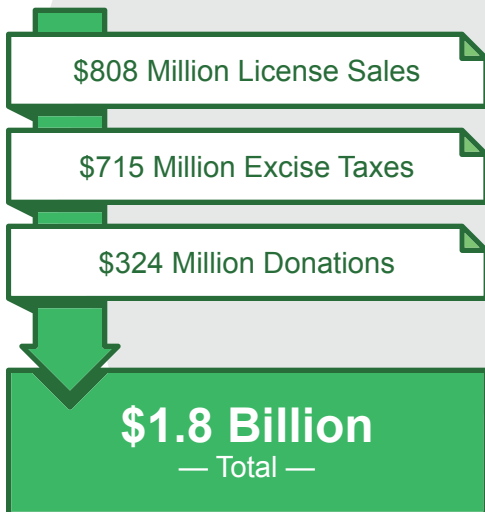 $808 Million License Sales
$715 Million Excise Taxes
$324 Million Donations
$1.8 Billion
— Total —